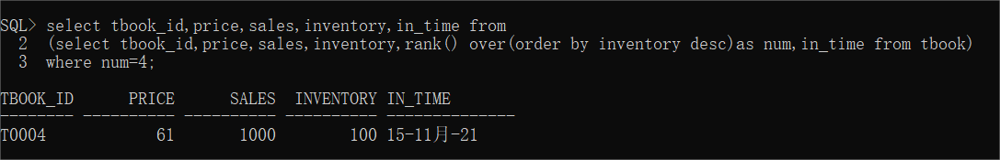 SQL> select tbook_id,price,sales,inventory,in_time from
2 (select tbook_id,price,sales,inventory,rank() over(order by inventory desc)as num,in_time from tbook)
3 where num=4;
TBOOK_ID PRICE SALES INVENTORY IN_TIME
-------- ---------- ---------- ---------- --------------
T0004 61 1000 100 15-11月-21